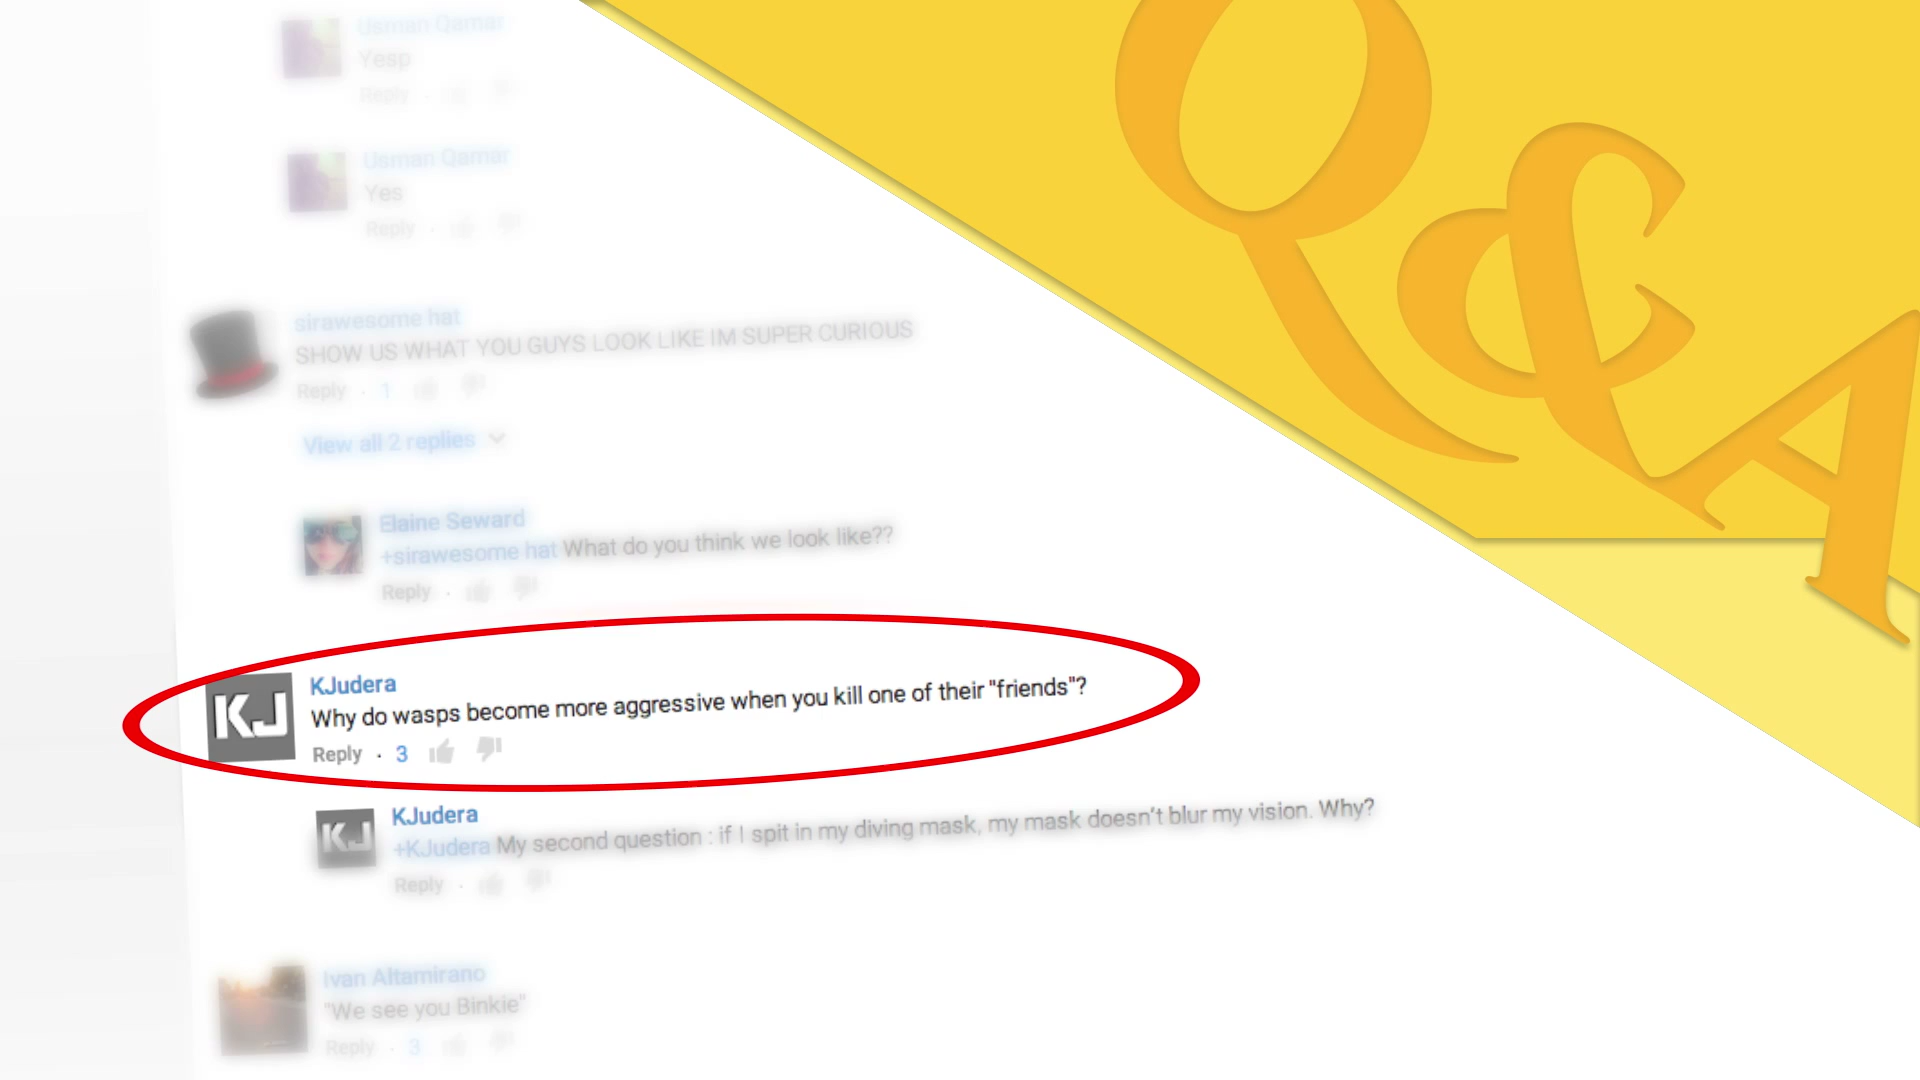 Usman Qamar
Yesp
Reply
Usman Qamar
Yes
Reply
sirawesome hat
SHOW US WHAT YOU GUYS LOOK LIKE IM SUPER CURIOUS
Reply · 1
View all 2 replies
Elaine Seward
+sirawesome hat What do you think we look like??
Reply ·
KJ
KJudera
Why do wasps become more aggressive when you kill one of their "friends"?
Reply · 3
KJ
KJudera
+KJudera My second question : if I spit in my diving mask, my mask doesn't blur my vision. Why?
Reply ·
Ivan Altamirano
"We see you Binkie"
Reply · 3
Q&A